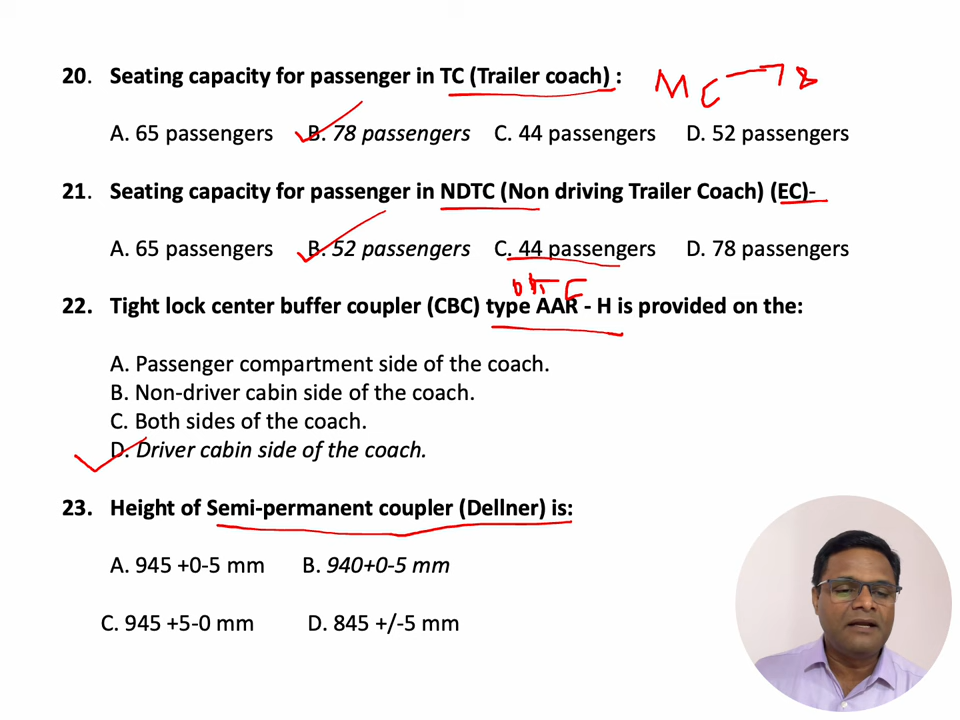 20. Seating capacity for passenger in TC (Trailer coach) : MC — 78
A. 65 passengers B. 78 passengers C. 44 passengers D. 52 passengers
21. Seating capacity for passenger in NDTC (Non driving Trailer Coach) (EC)-
A. 65 passengers B. 52 passengers C. 44 passengers D. 78 passengers
22. Tight lock center buffer coupler (CBC) type AAR - H is provided on the:
A. Passenger compartment side of the coach.
B. Non-driver cabin side of the coach.
C. Both sides of the coach.
D. Driver cabin side of the coach.
23. Height of Semi-permanent coupler (Dellner) is:
A. 945 +0-5 mm B. 940+0-5 mm
C. 945 +5-0 mm D. 845 +/-5 mm